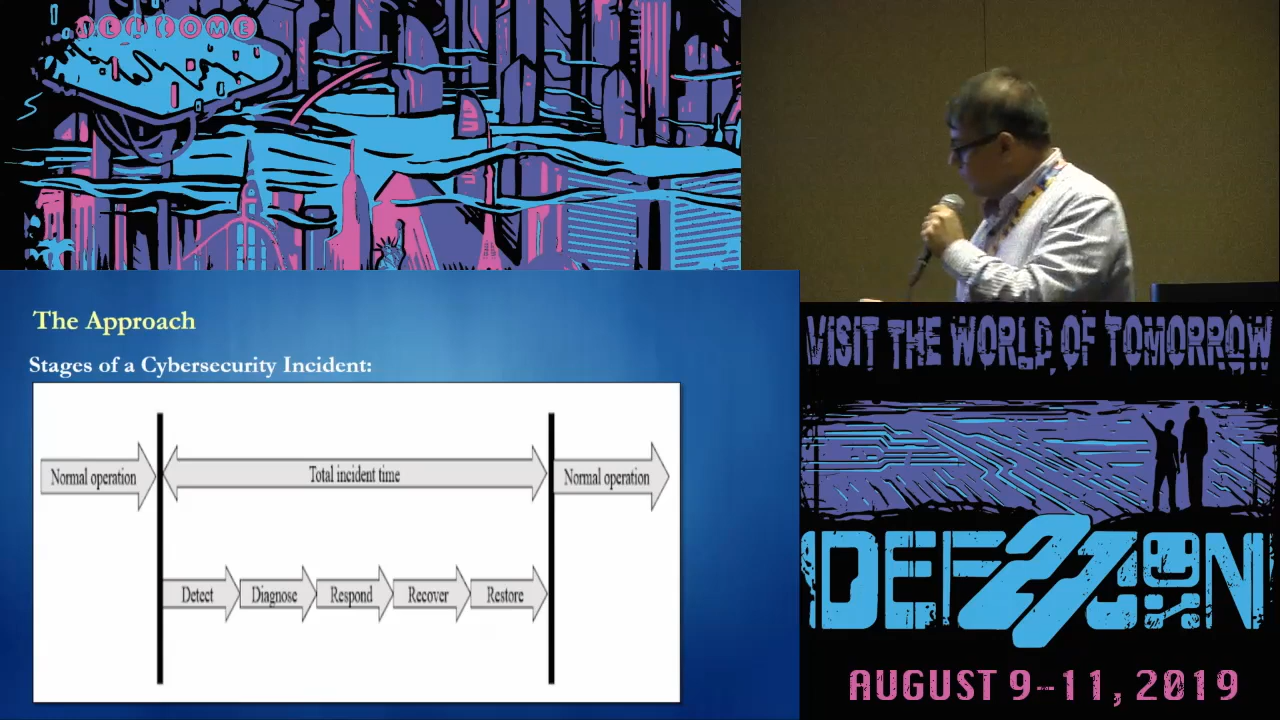 WELCOME
The Approach
Stages of a Cybersecurity Incident:
Normal operation
Total incident time
Normal operation
Detect
Diagnose
Respond
Recover
Restore
VISIT THE WORLD OF TOMORROW
DEF CON 27
AUGUST 9-11, 2019